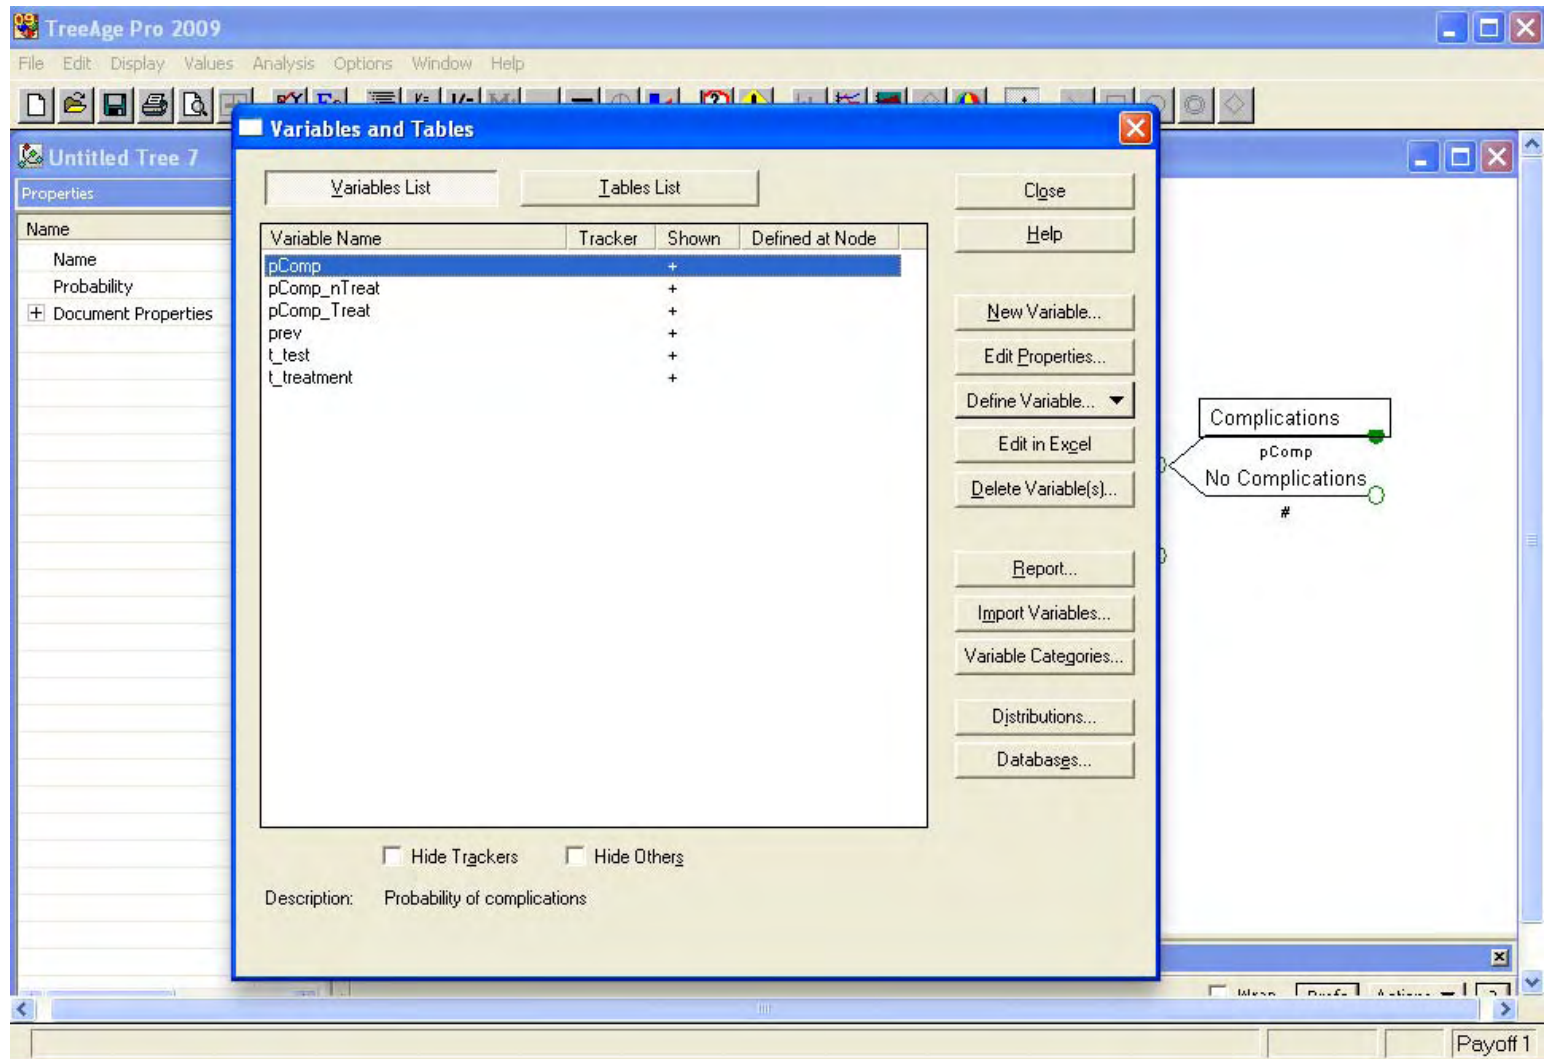 TreeAge Pro 2009
File Edit Display Values Analysis Options Window Help
Untitled Tree 7
Properties
Name
Name
Probability
Document Properties
Variables and Tables
Variables List Tables List
Variable Name Tracker Shown Defined at Node
pComp +
pComp_nTreat +
pComp_Treat +
prev +
t_test +
t_treatment +
Hide Trackers Hide Others
Description: Probability of complications
Close
Help
New Variable...
Edit Properties...
Define Variable...
Edit in Excel
Delete Variable(s)...
Report...
Import Variables...
Variable Categories...
Distributions...
Databases...
Complications
pComp
No Complications
#
Payoff 1